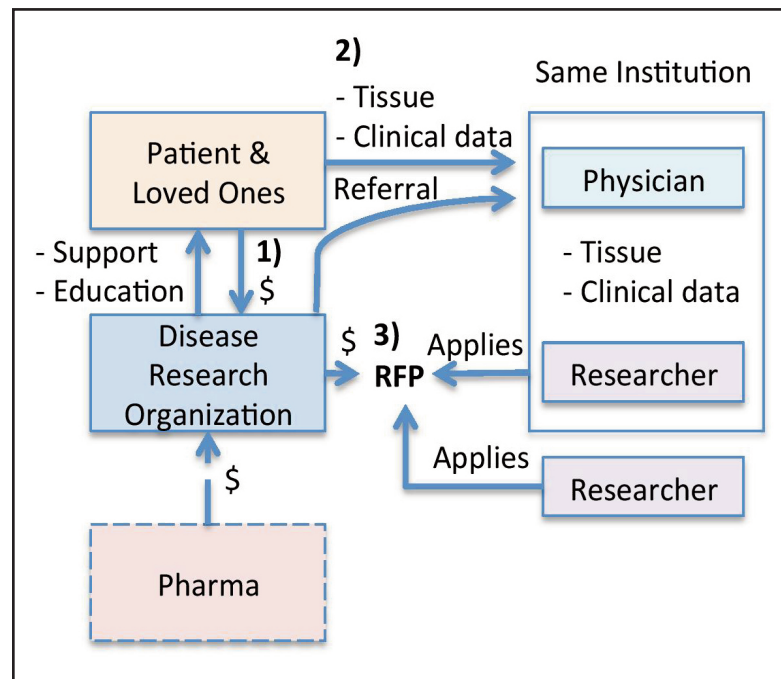 2)
- Tissue
- Clinical data
Same Institution
Patient &
Loved Ones
Physician
Referral
- Support
- Education
1)
$
- Tissue
- Clinical data
Disease
Research
Organization
$
3)
RFP
Applies
Researcher
Applies
Researcher
$
Pharma